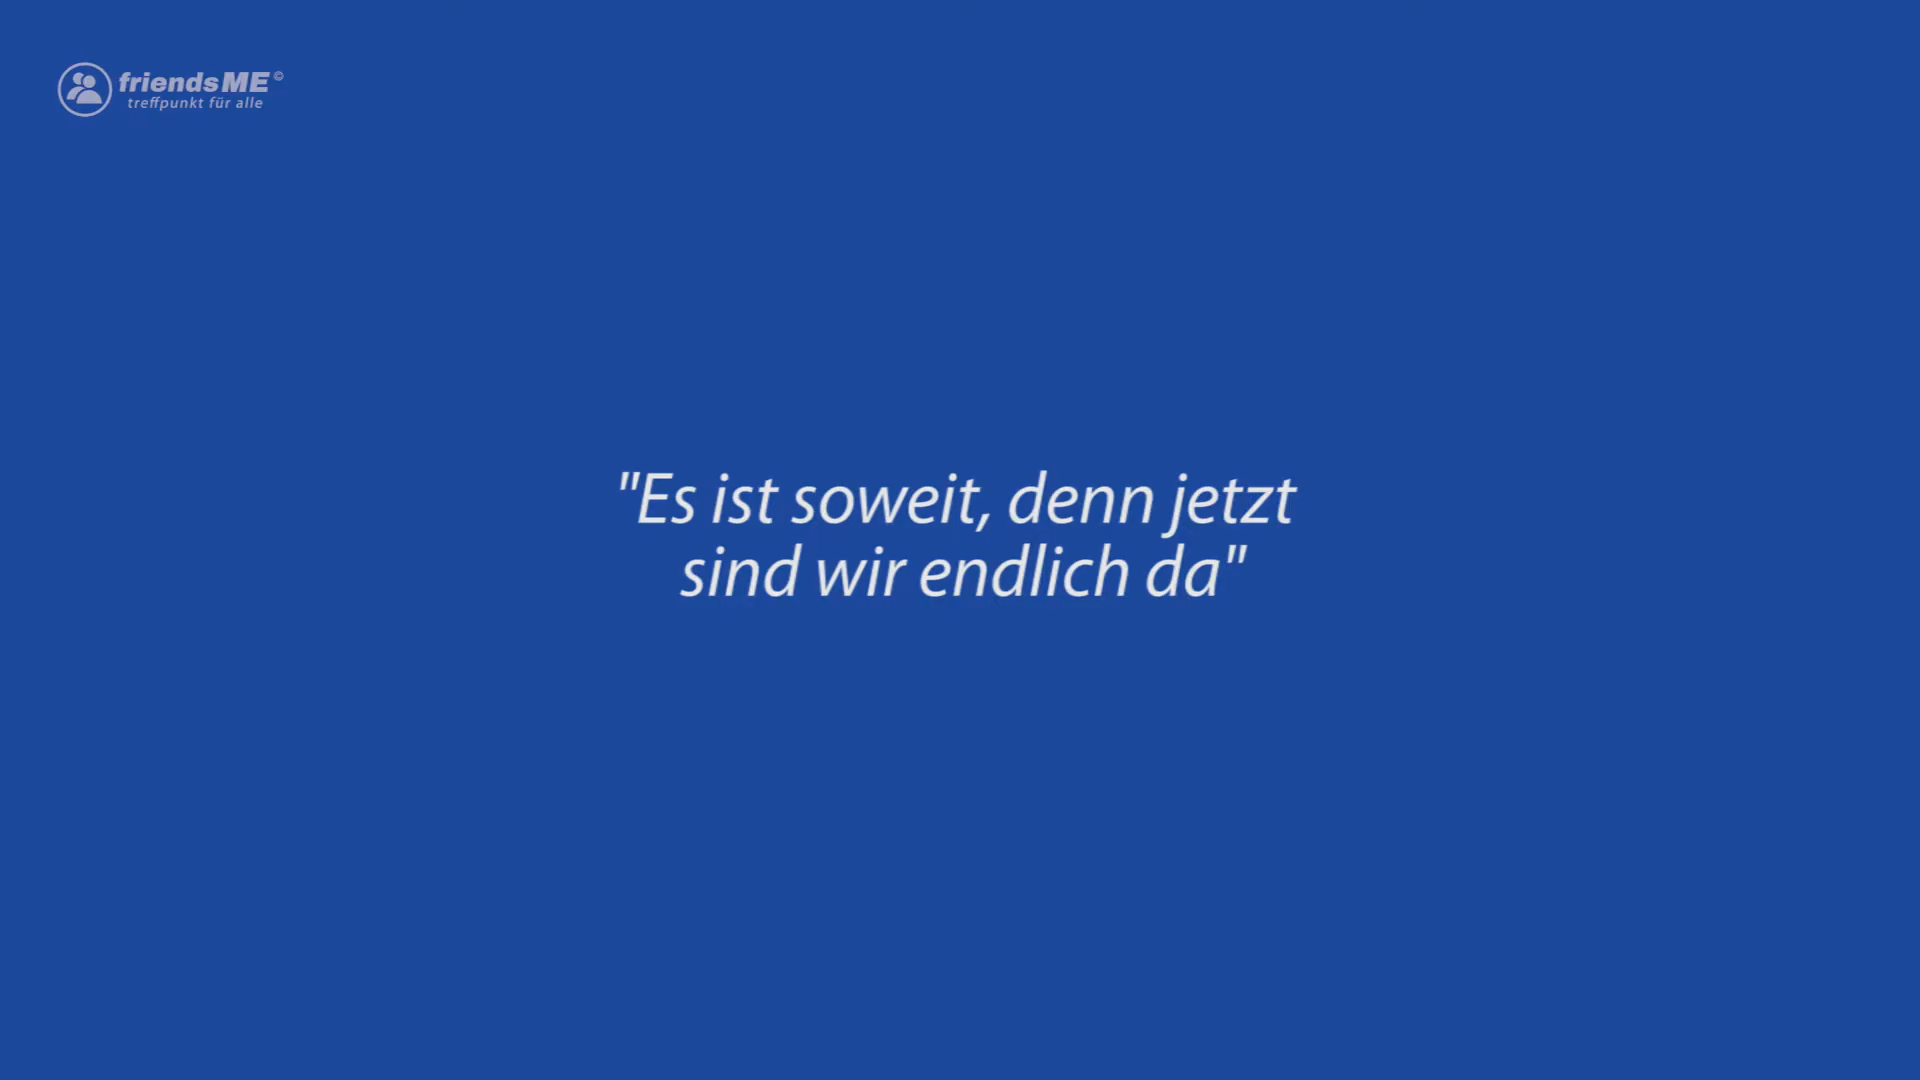 friendsME©
treffpunkt für alle
"Es ist soweit, denn jetzt
sind wir endlich da"